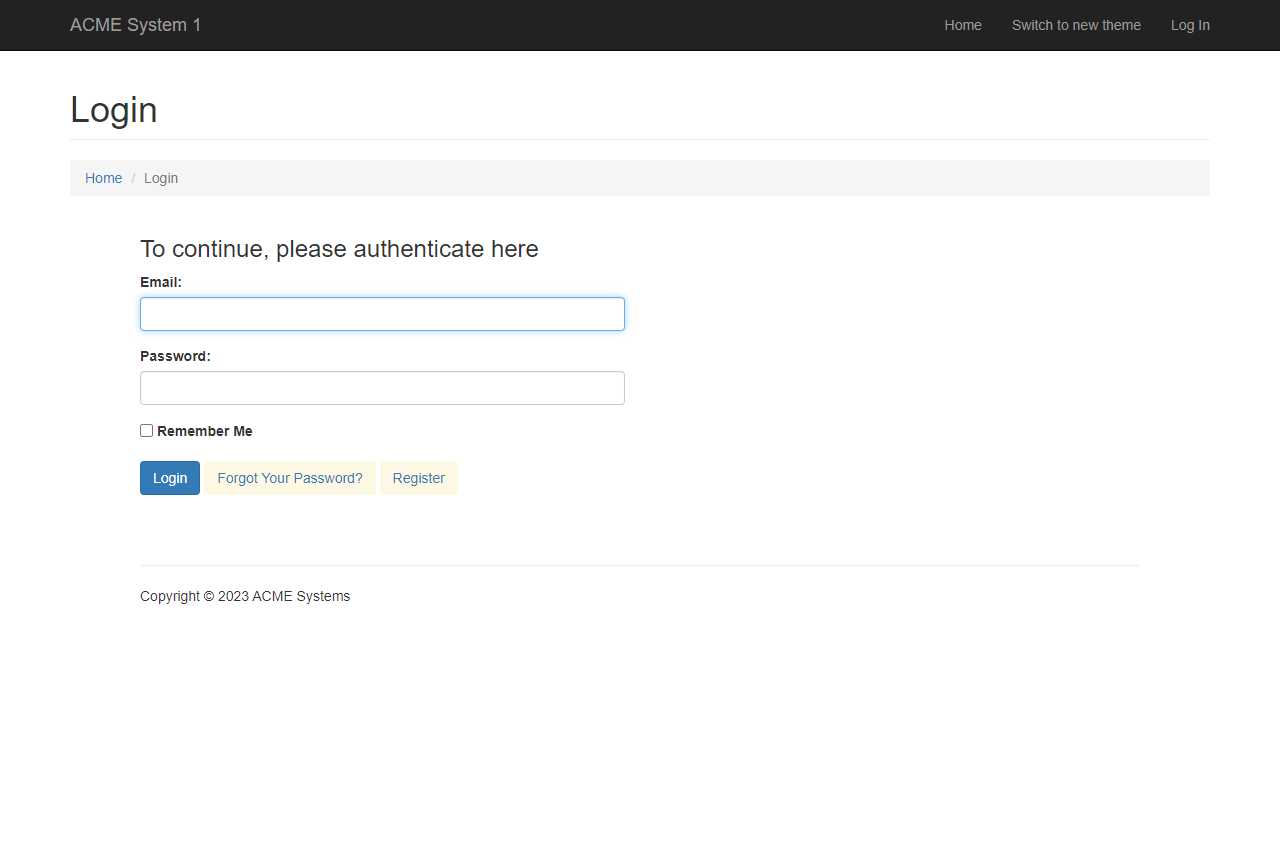 ACME System 1 Home Switch to new theme Log In
Login
Home / Login
To continue, please authenticate here
Email:
Password:
Remember Me
Login Forgot Your Password? Register
Copyright © 2023 ACME Systems